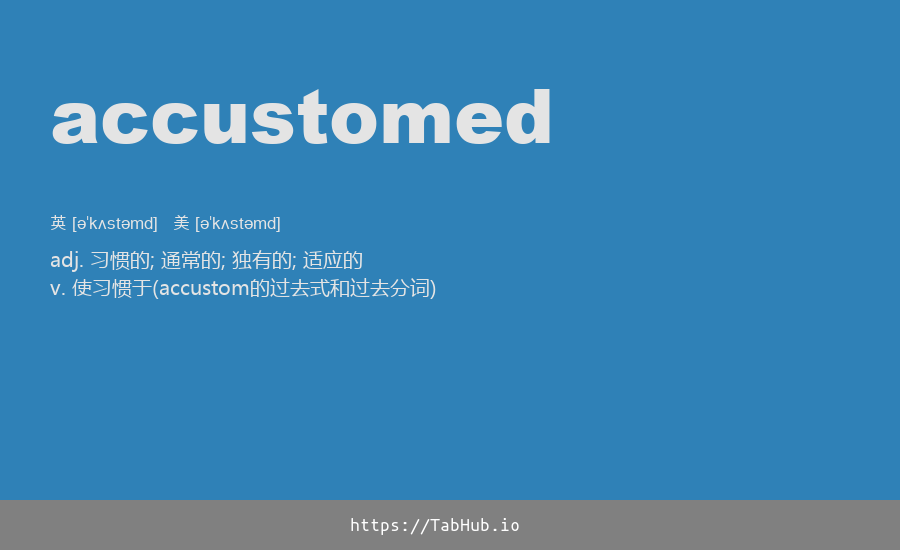 accustomed
英 [ə'kʌstəmd] 美 [ə'kʌstəmd]
adj. 习惯的; 通常的; 独有的; 适应的
v. 使习惯于(accustom的过去式和过去分词)
https://TabHub.io